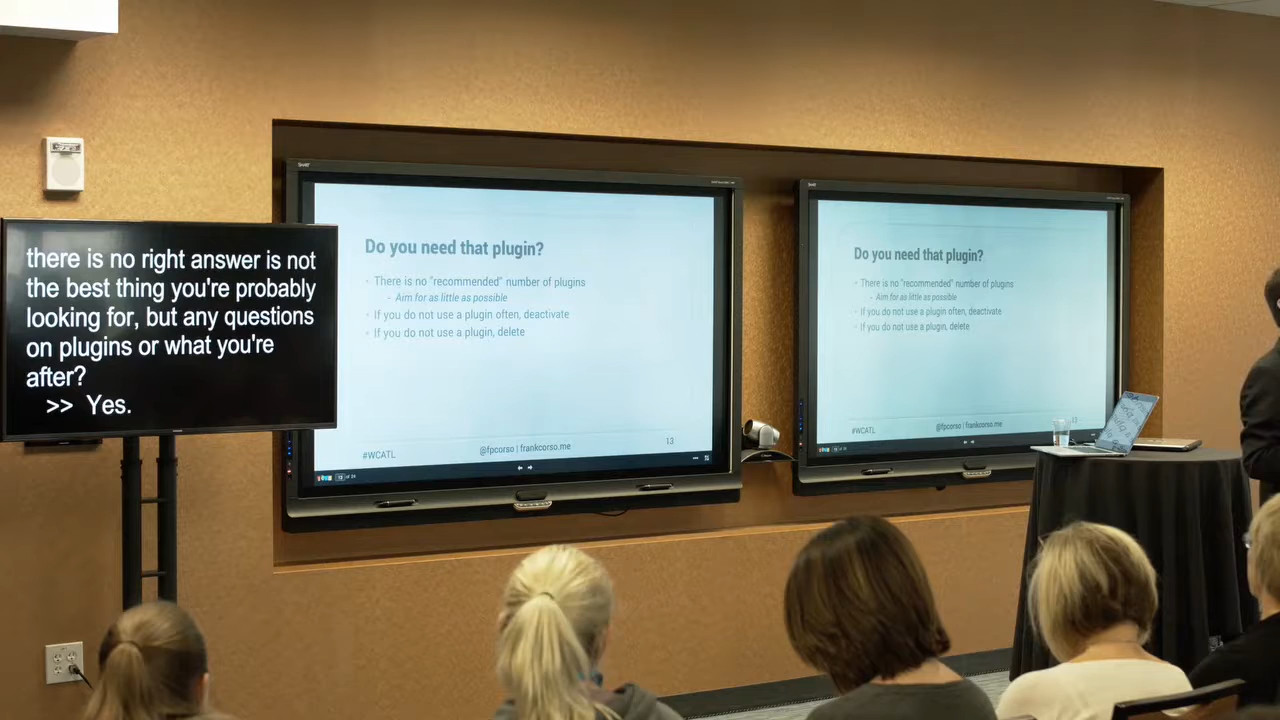 there is no right answer is not
the best thing you're probably
looking for, but any questions
on plugins or what you're
after?
>> Yes.
Do you need that plugin?
There is no "recommended" number of plugins
Aim for as little as possible
If you do not use a plugin often, deactivate
If you do not use a plugin, delete
#WCATL
@fpcorso | frankcorso.me
13
Do you need that plugin?
There is no "recommended" number of plugins
Aim for as little as possible
If you do not use a plugin often, deactivate
If you do not use a plugin, delete
#WCATL
@fpcorso | frankcorso.me
13